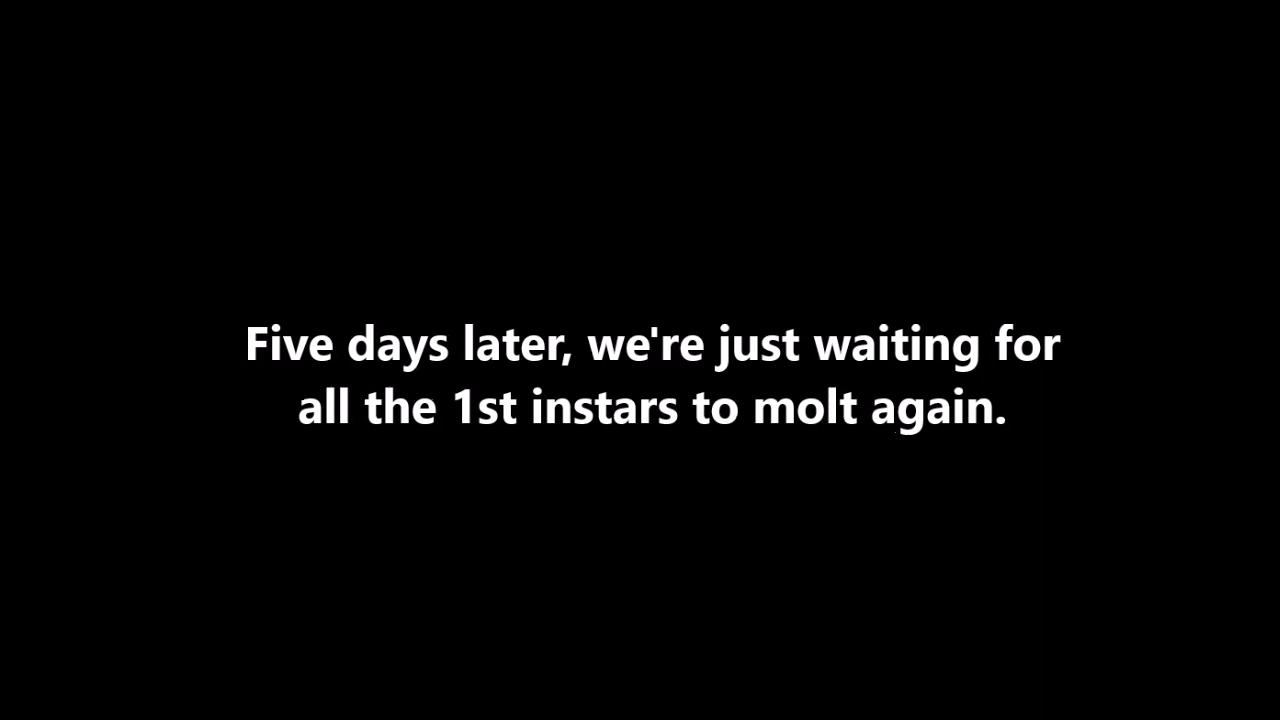 Five days later, we're just waiting for
all the 1st instars to molt again.